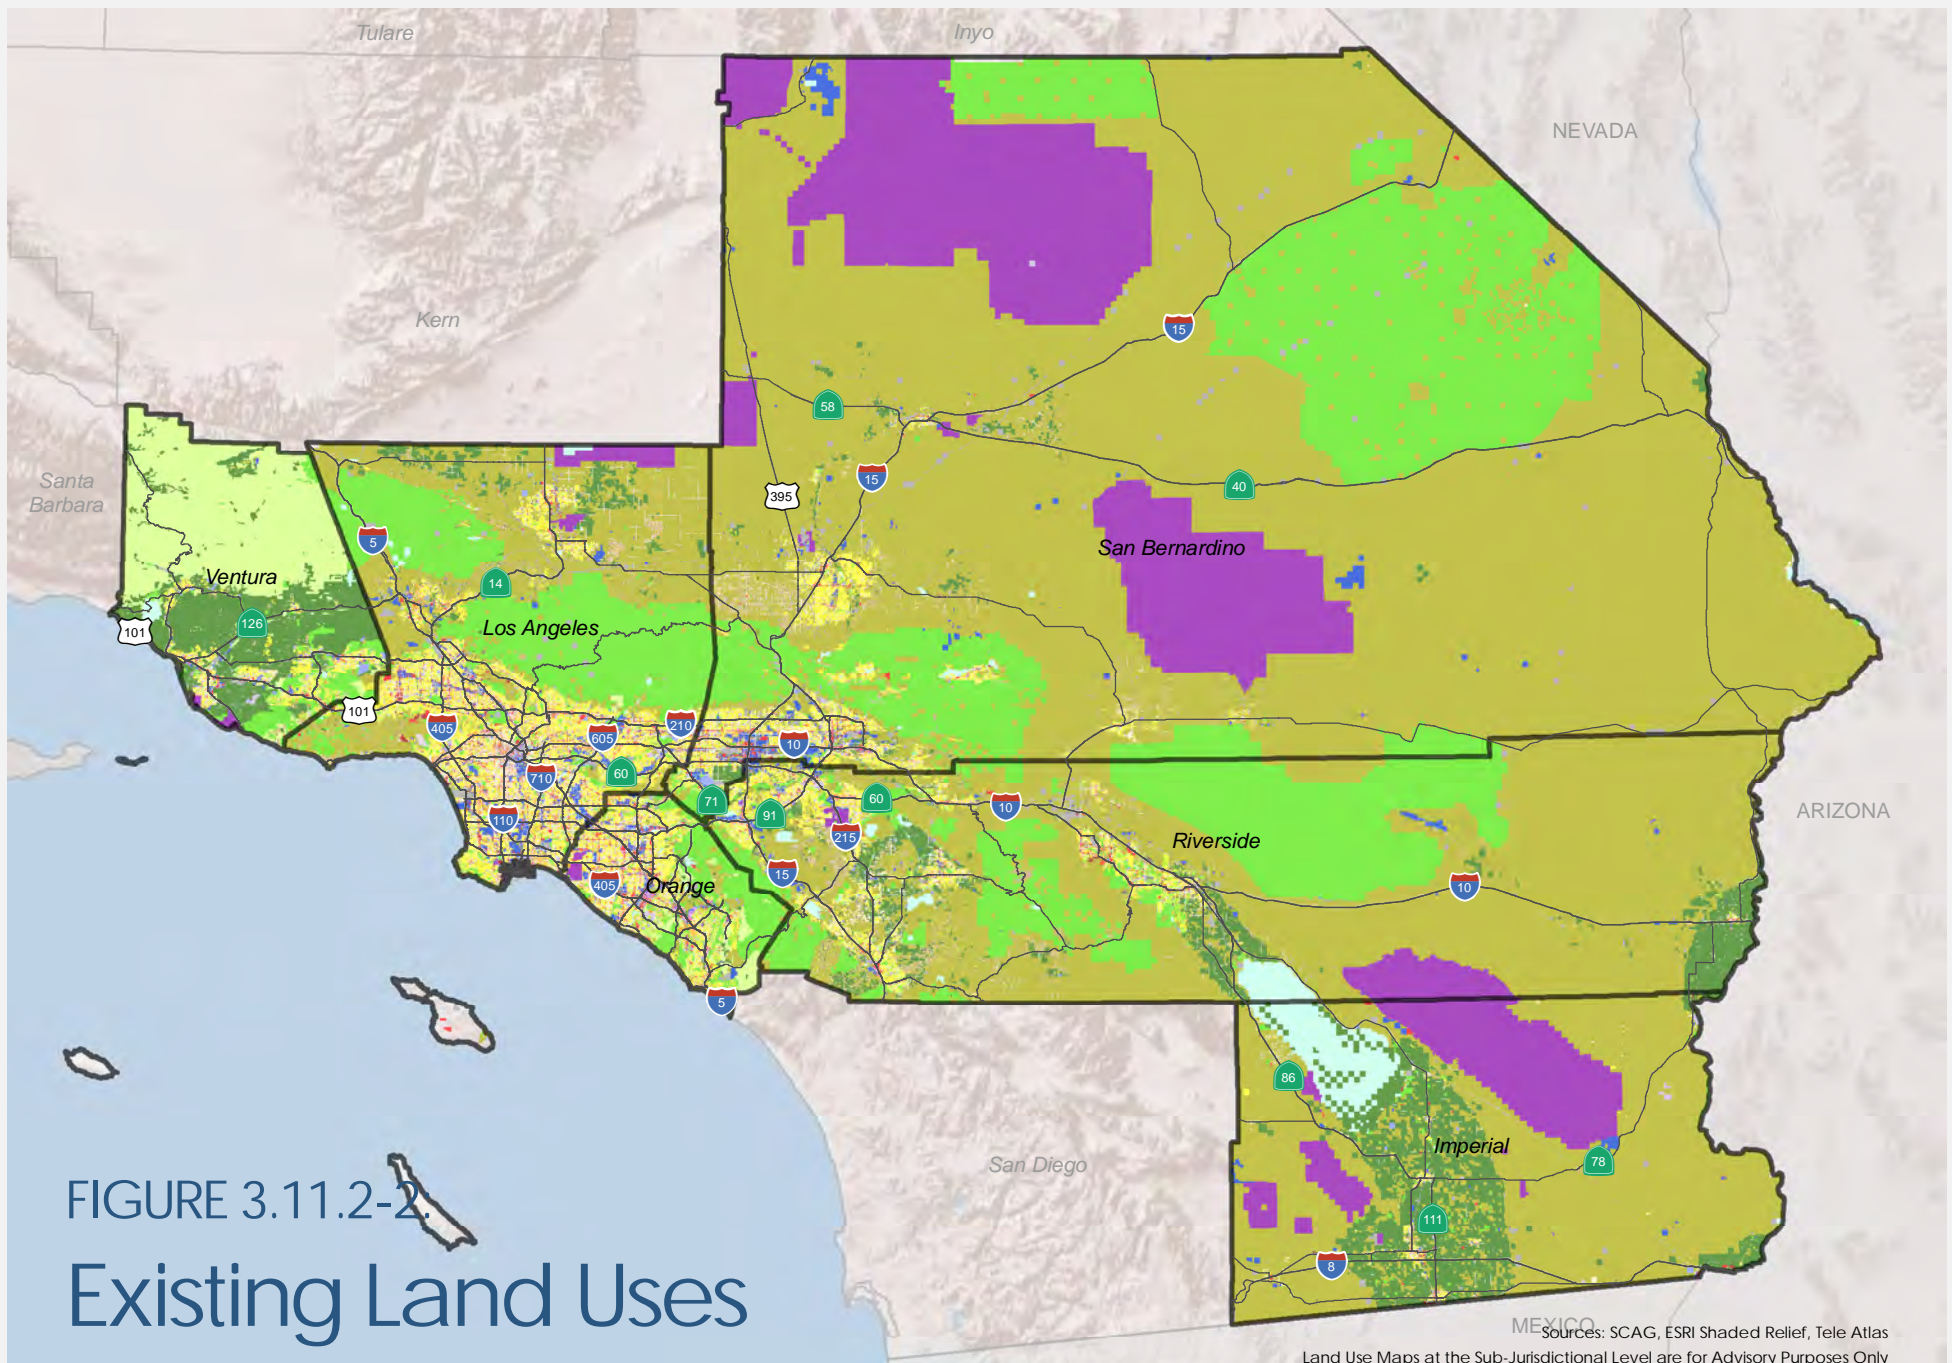 Tulare
Inyo
NEVADA
Kern
15
58
Santa
Barbara
15
395
40
5
San Bernardino
14
Ventura
126
Los Angeles
101
101
405
210
605
10
60
710
71
60
91
10
110
215
ARIZONA
Riverside
15
405
Orange
10
5
86
Imperial
San Diego
78
111
8
FIGURE 3.11.2-2:
Existing Land Uses
MEXICO
Sources: SCAG, ESRI Shaded Relief, Tele Atlas
Land Use Maps at the Sub-Jurisdictional Level are for Advisory Purposes Only